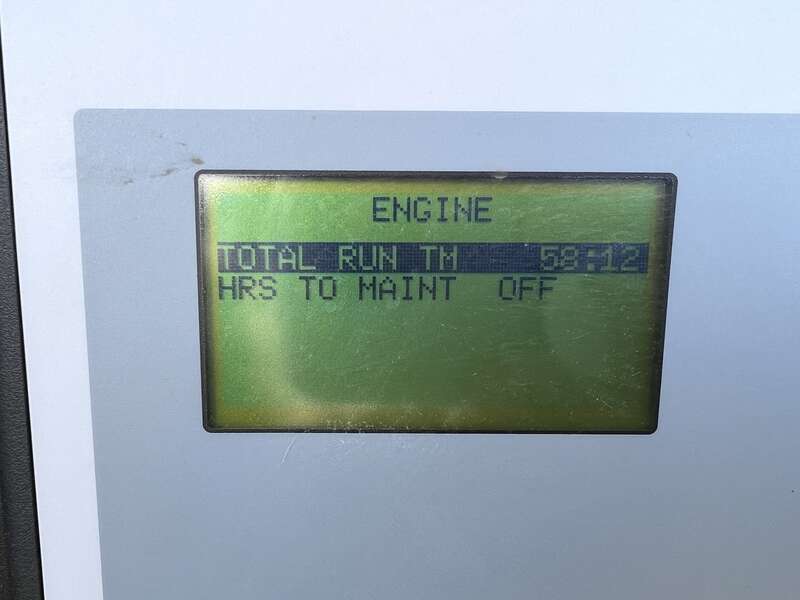 ENGINE
TOTAL RUN TM 58:12
HRS TO MAINT OFF